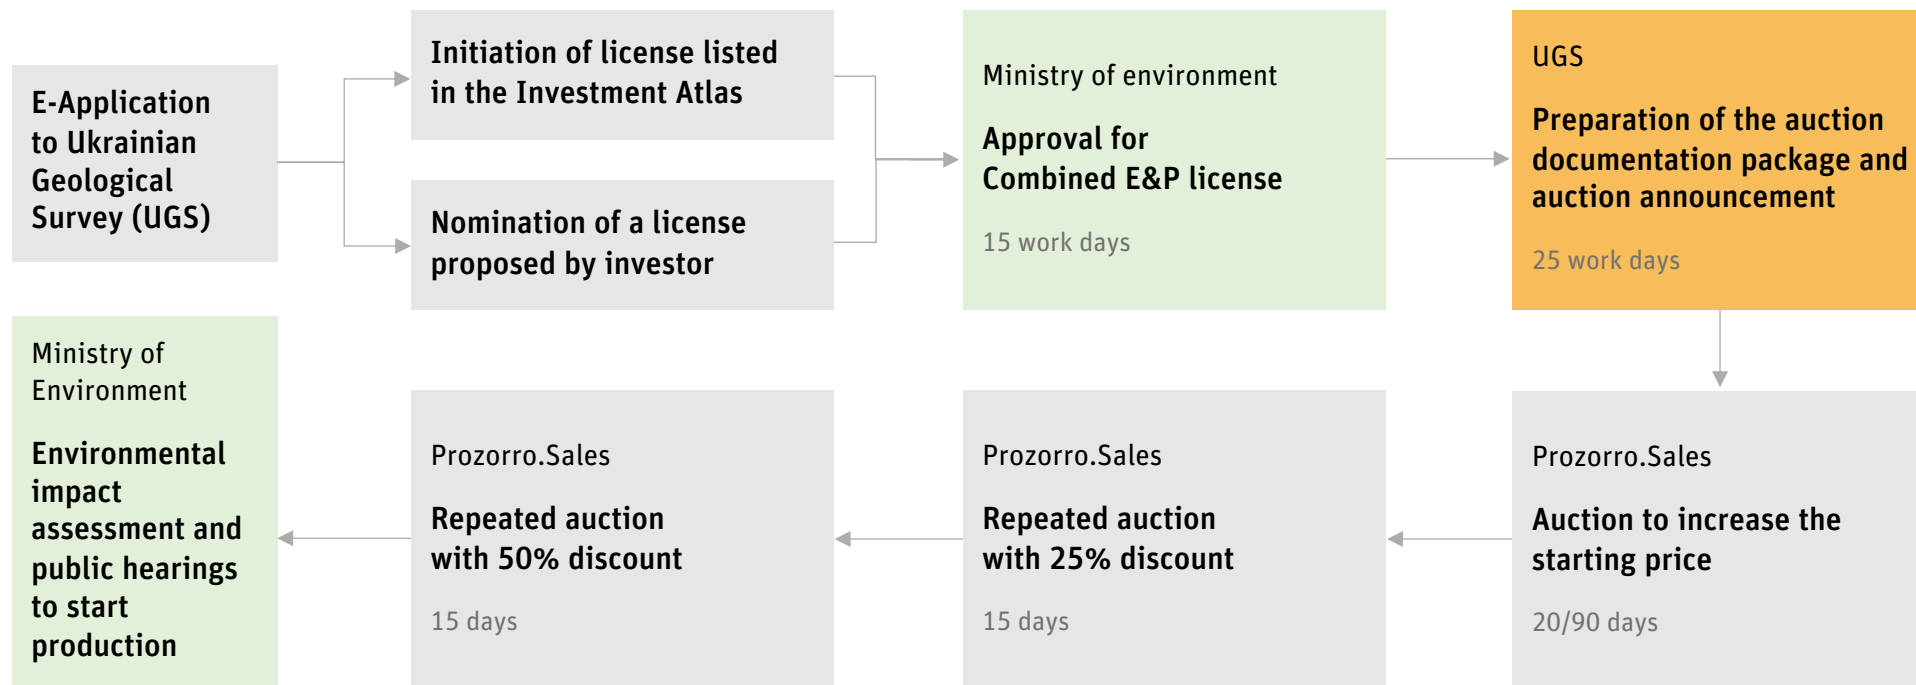 E-Application
to Ukrainian
Geological
Survey (UGS)
Initiation of license listed
in the Investment Atlas
Nomination of a license
proposed by investor
Ministry of environment
Approval for
Combined E&P license
15 work days
UGS
Preparation of the auction
documentation package and
auction announcement
25 work days
Prozorro.Sales
Auction to increase the
starting price
20/90 days
Prozorro.Sales
Repeated auction
with 25% discount
15 days
Prozorro.Sales
Repeated auction
with 50% discount
15 days
Ministry of
Environment
Environmental
impact
assessment and
public hearings
to start
production